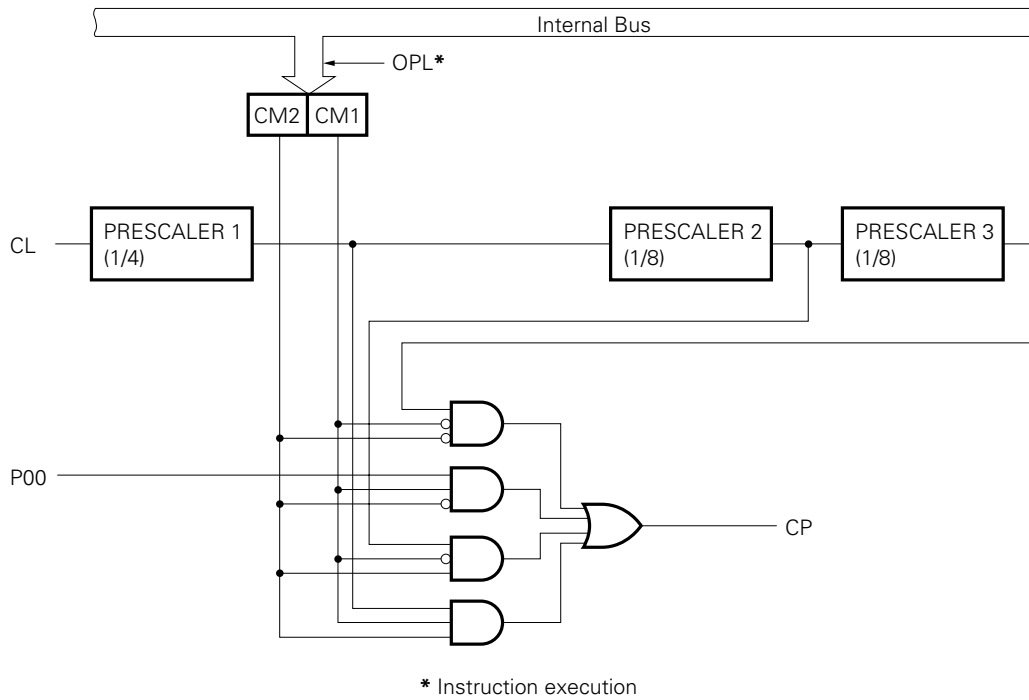 Internal Bus
OPL*
CM2 CM1
CL
PRESCALER 1
(1/4)
PRESCALER 2
(1/8)
PRESCALER 3
(1/8)
P00
CP
* Instruction execution